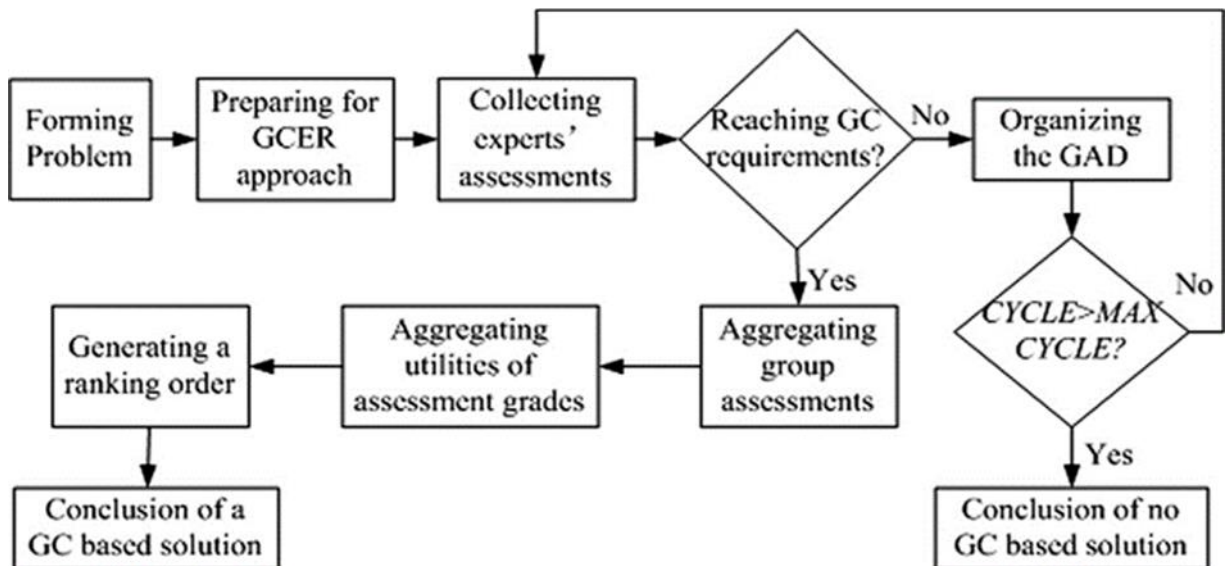 Forming
Problem
Preparing for
GCER
approach
Collecting
experts'
assessments
Reaching GC
requirements?
No
Organizing
the GAD
Yes
No
CYCLE>MAX
CYCLE?
Generating a
ranking order
Aggregating
utilities of
assessment grades
Aggregating
group
assessments
Yes
Conclusion of a
GC based solution
Conclusion of no
GC based solution